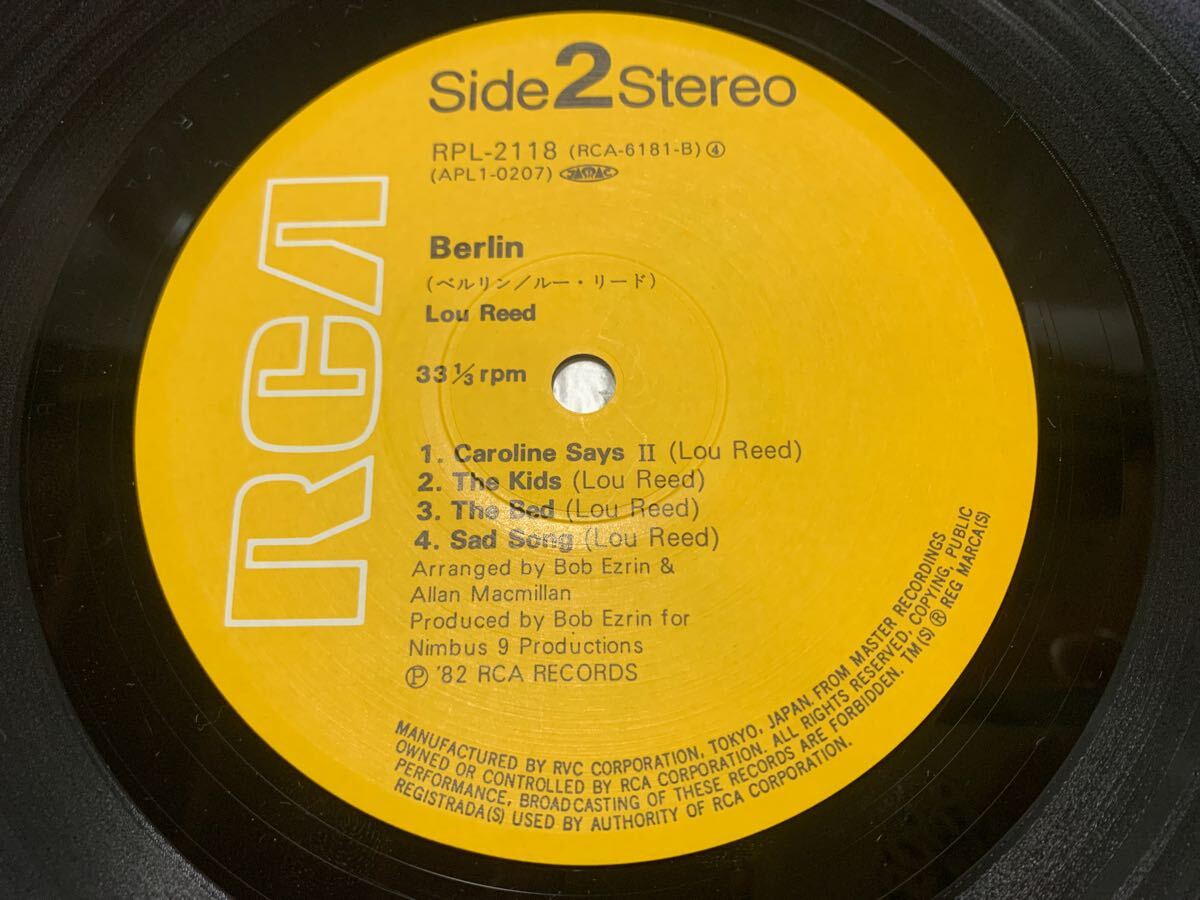 Side 2 Stereo
RPL-2118 (RCA-6181-B) ④
(APL1-0207) JASRAC
RCA
Berlin
(ベルリン/ルー・リード)
Lou Reed
33 1/3 rpm
1. Caroline Says II (Lou Reed)
2. The Kids (Lou Reed)
3. The Bed (Lou Reed)
4. Sad Song (Lou Reed)
Arranged by Bob Ezrin &
Allan Macmillan
Produced by Bob Ezrin for
Nimbus 9 Productions
Ⓟ '82 RCA RECORDS
MANUFACTURED BY RVC CORPORATION, TOKYO, JAPAN. FROM MASTER RECORDINGS
OWNED OR CONTROLLED BY RCA CORPORATION. ALL RIGHTS RESERVED, COPYING, PUBLIC
PERFORMANCE, BROADCASTING OF THESE RECORDS ARE FORBIDDEN. TM(S) ® REG MARCA(S)
REGISTRADA(S) USED BY AUTHORITY OF RCA CORPORATION.